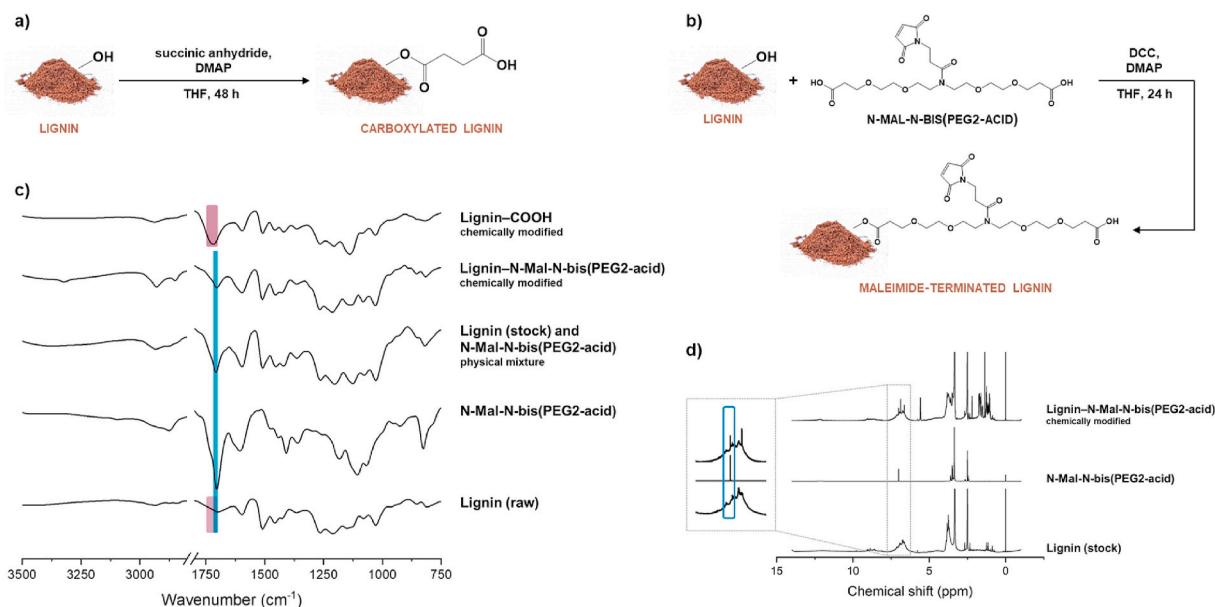 a)
OH
succinic anhydride,
DMAP
THF, 48 h
O
O
O
OH
LIGNIN
CARBOXYLATED LIGNIN
b)
OH
+
O
N
O
O
HO
O
O
O
N
O
O
O
OH
DCC,
DMAP
THF, 24 h
LIGNIN
N-MAL-N-BIS(PEG2-ACID)
O
N
O
O
O
O
O
O
N
O
O
O
OH
MALEIMIDE-TERMINATED LIGNIN
c)
Lignin–COOH
chemically modified
Lignin–N-Mal-N-bis(PEG2-acid)
chemically modified
Lignin (stock) and
N-Mal-N-bis(PEG2-acid)
physical mixture
N-Mal-N-bis(PEG2-acid)
Lignin (raw)
3500 3000 1750 1500 1250 1000 750
Wavenumber (cm-1)
d)
Lignin–N-Mal-N-bis(PEG2-acid)
chemically modified
N-Mal-N-bis(PEG2-acid)
Lignin (stock)
15 10 5 0
Chemical shift (ppm)